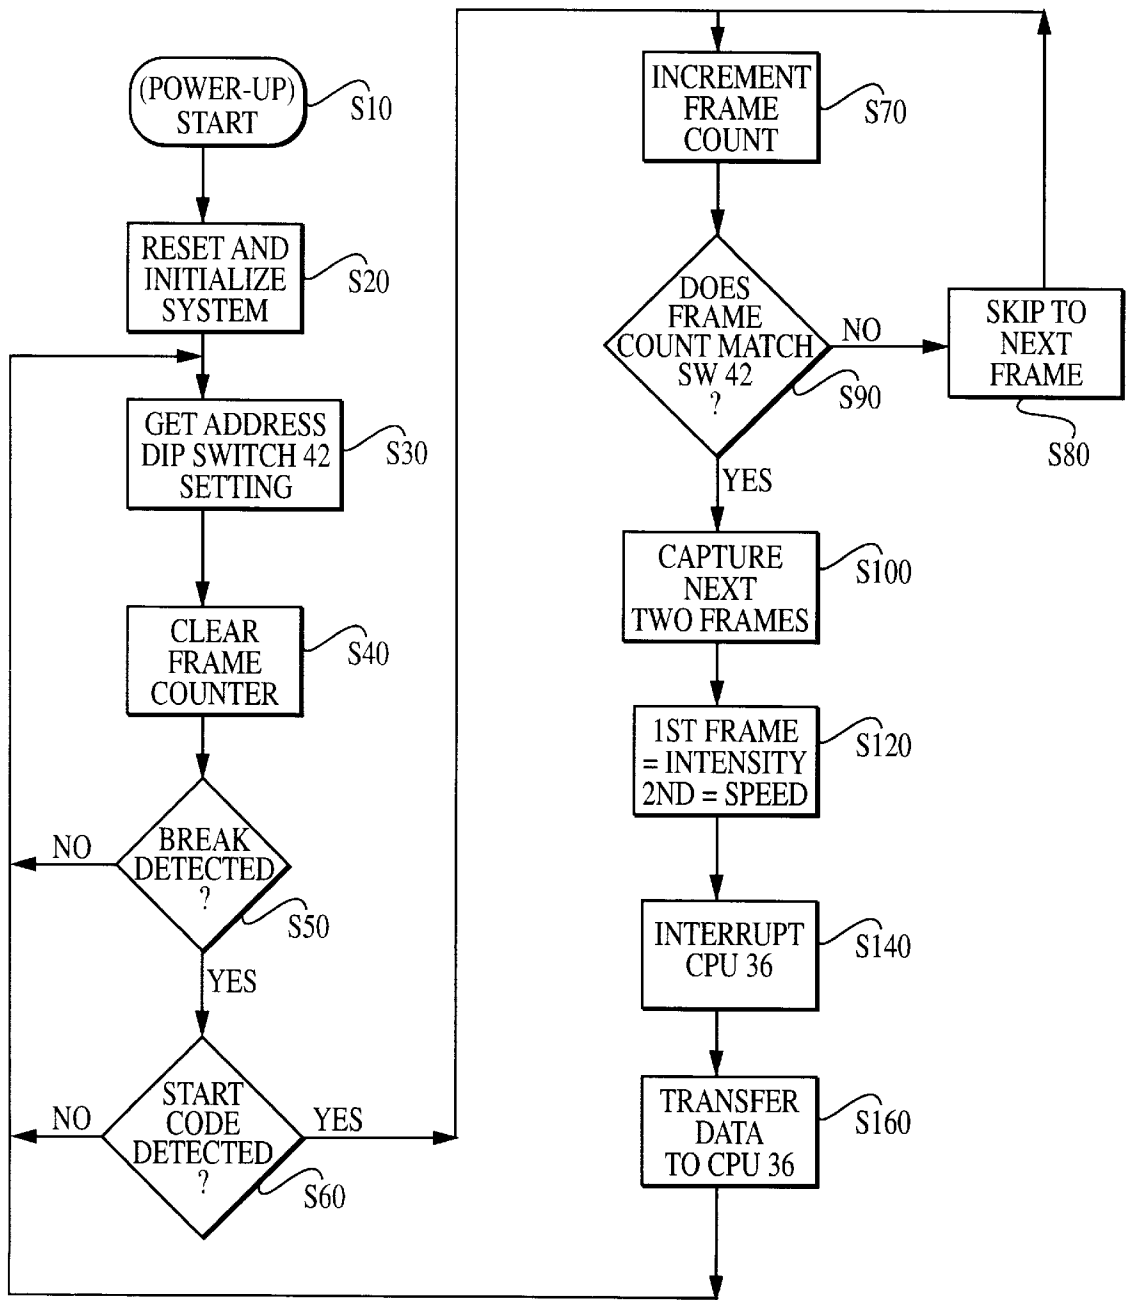 (POWER-UP)
START
S10
RESET AND
INITIALIZE
SYSTEM
S20
GET ADDRESS
DIP SWITCH 42
SETTING
S30
CLEAR
FRAME
COUNTER
S40
BREAK
DETECTED
?
S50
NO
YES
START
CODE
DETECTED
?
S60
NO
YES
INCREMENT
FRAME
COUNT
S70
DOES
FRAME
COUNT MATCH
SW 42
?
S90
NO
SKIP TO
NEXT
FRAME
S80
YES
CAPTURE
NEXT
TWO FRAMES
S100
1ST FRAME
= INTENSITY
2ND = SPEED
S120
INTERRUPT
CPU 36
S140
TRANSFER
DATA
TO CPU 36
S160